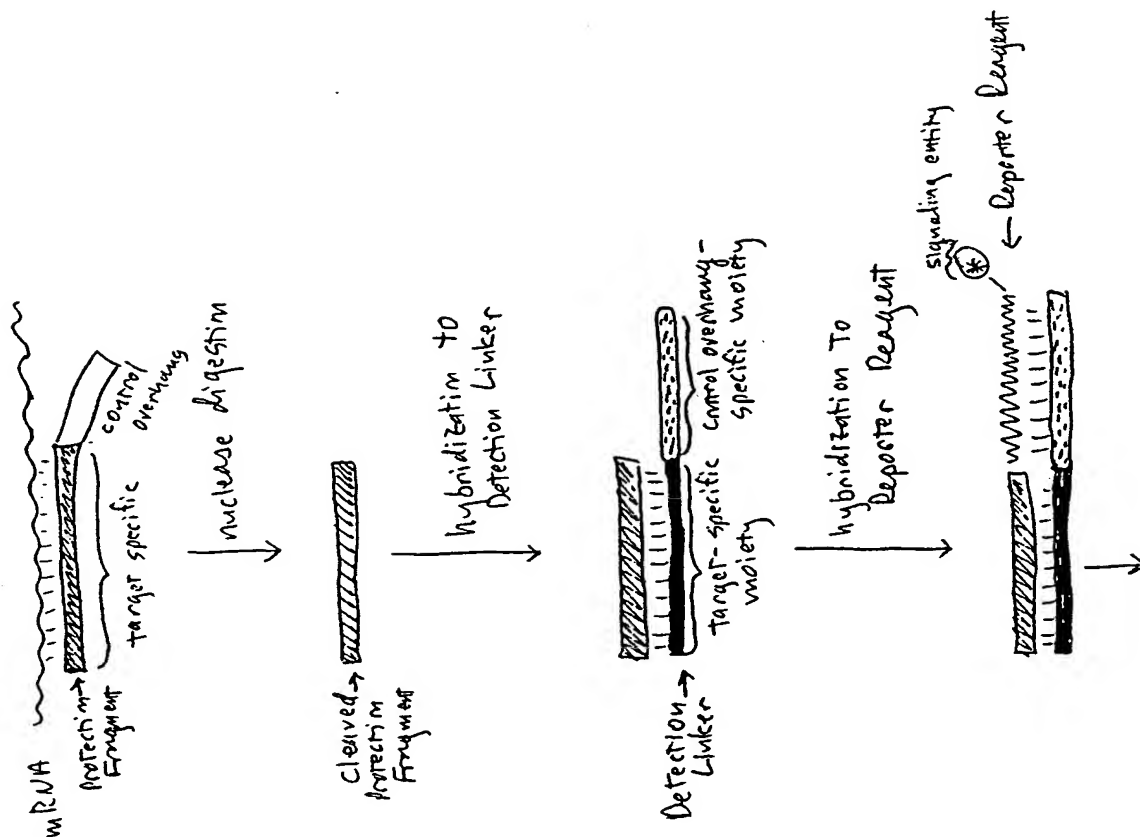 mRNA
Protection →
Fragment
target specific
control
overhang
nuclease digestion
Cleaved →
protection
Fragment
hybridization to
Detection Linker
Detection →
Linker
target-specific
moiety
control overhang-
specific moiety
hybridization To
Reporter Reagent
signaling entity
*
← Reporter Reagent